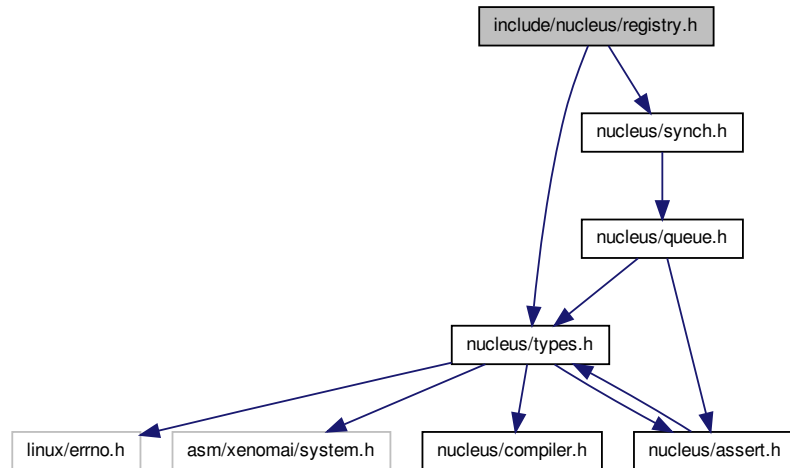 include/nucleus/registry.h
nucleus/synch.h
nucleus/queue.h
nucleus/types.h
linux/errno.h
asm/xenomai/system.h
nucleus/compiler.h
nucleus/assert.h